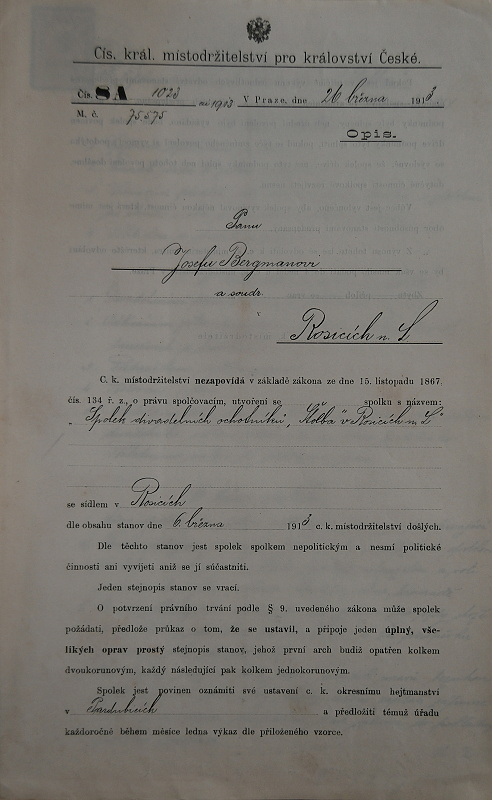 Cís. král. místodržitelství pro království České.
Čís. 8A 1023 ai 1913 V Praze, dne 26 března 1913.
M. č. 75.575
Opis.
Panu
Josefu Bergmanovi
a soudr.
v
Rosicích n. L
C. k. místodržitelství nezapovídá v základě zákona ze dne 15. listopadu 1867
čís. 134 ř. z., o právu spolčovacím, utvoření se spolku s názvem:
„Spolek divadelních ochotníků„ Kolba" v Rosicích n. L"
se sídlem v Rosicích
dle obsahu stanov dne 6. března 1913 c. k. místodržitelství došlých.
Dle těchto stanov jest spolek spolkem nepolitickým a nesmí politické
činnosti ani vyvíjeti aniž se jí súčastniti.
Jeden stejnopis stanov se vrací.
O potvrzení právního trvání podle § 9. uvedeného zákona může spolek
požádati, předlože průkaz o tom, že se ustavil, a připoje jeden úplný, vše-
likých oprav prostý stejnopis stanov, jehož první arch budiž opatřen kolkem
dvoukorunovým, každý následující pak kolkem jednokorunovým.
Spolek jest povinen oznámiti své ustavení c. k. okresnímu hejtmanství
v Pardubicích a předložiti témuž úřadu
každoročně během měsíce ledna výkaz dle přiloženého vzorce.